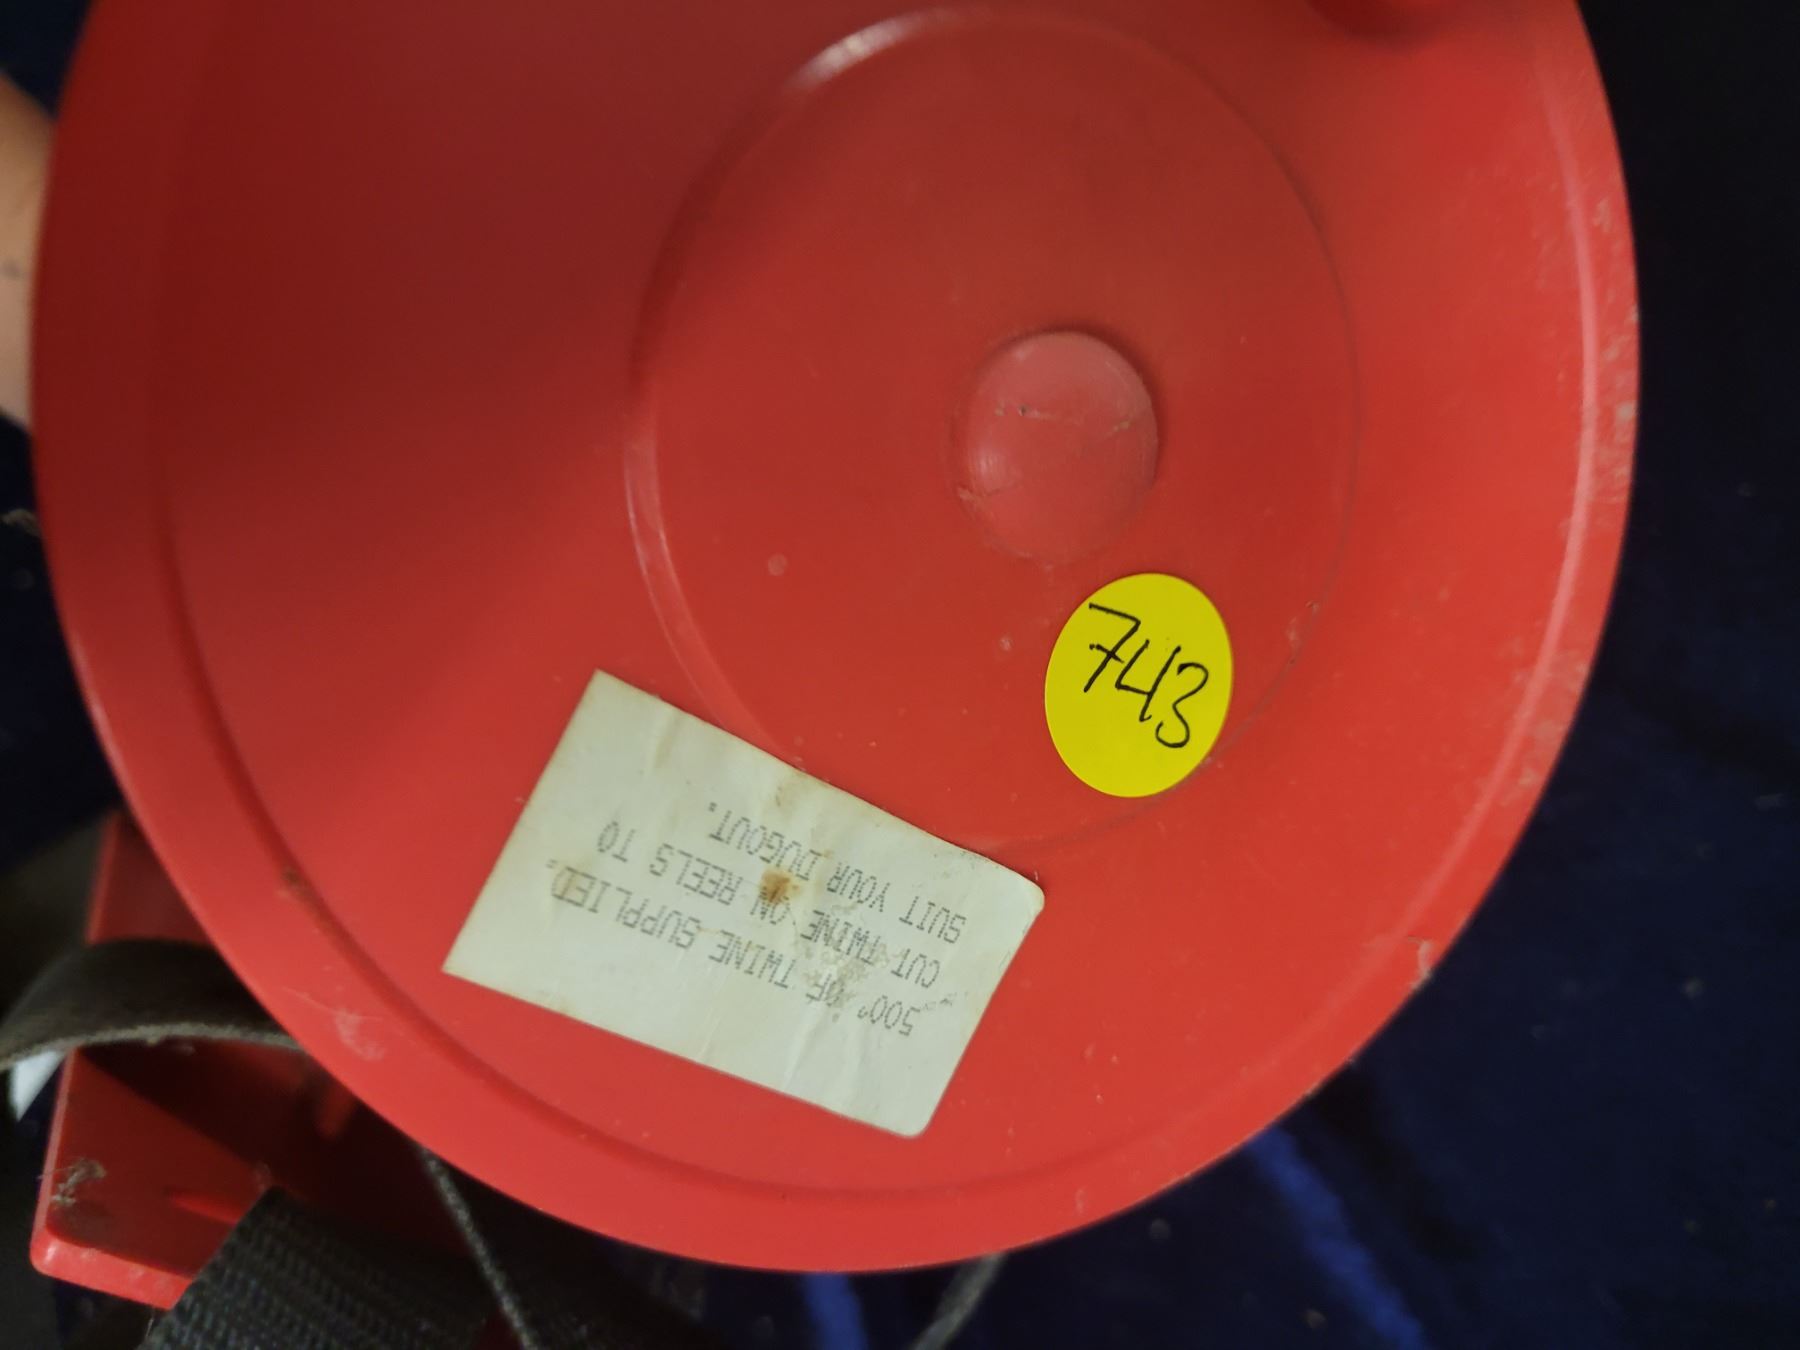 743
500' OF TWINE SUPPLIED.
CUT TWINE ON REELS TO
SUIT YOUR DUGOUT.